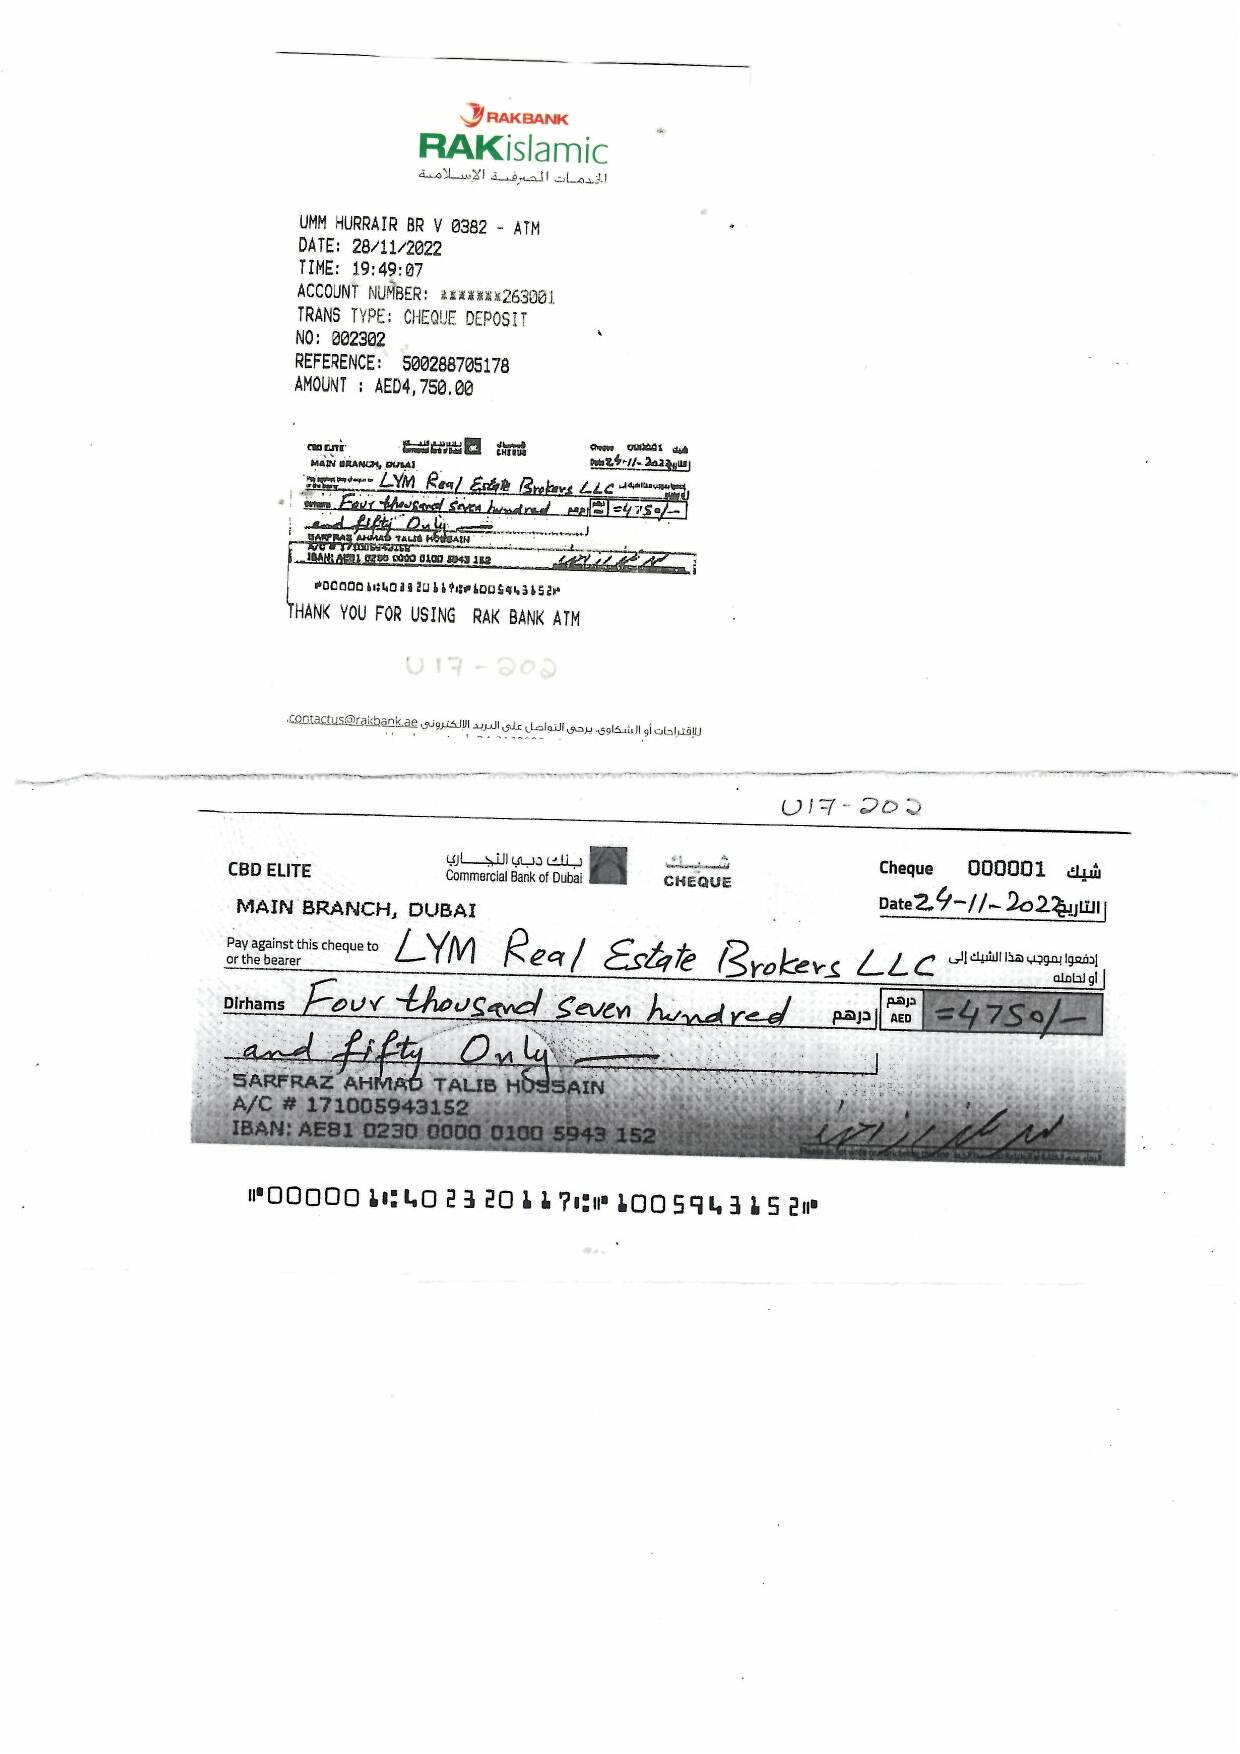 RAKBANK
RAKislamic
الخدمات المصرفية الإسلامية
UMM HURRAIR BR V 0382 - ATM
DATE: 28/11/2022
TIME: 19:49:07
ACCOUNT NUMBER: *******263001
TRANS TYPE: CHEQUE DEPOSIT
NO: 002302
REFERENCE: 500288705178
AMOUNT : AED4,750.00
CBD ELITE Cheque 000001 شيك
MAIN BRANCH, DUBAI Date 24-11-2022 التاريخ
LYM Real Estate Brokers LLC
Dirhams Four thousand seven hundred درهم =4750/-
and fifty Only
SARFRAZ AHMAD TALIB HUSSAIN
A/C # 171005943152
IBAN: AE81 0230 0000 0100 5943 152
⑈000001⑆402320117⑆⑈1005943152⑈
THANK YOU FOR USING RAK BANK ATM
U17-202
للإقتراحات أو الشكاوى، يرجى التواصل على البريد الإلكتروني contactus@rakbank.ae.
U17-202
CBD ELITE بنك دبي التجاري شيك Cheque 000001 شيك
Commercial Bank of Dubai CHEQUE
MAIN BRANCH, DUBAI Date 24-11-2022 التاريخ
Pay against this cheque to LYM Real Estate Brokers LLC إدفعوا بموجب هذا الشيك إلى
or the bearer أو لحامله
Dirhams Four thousand seven hundred درهم درهم AED =4750/-
and fifty Only
SARFRAZ AHMAD TALIB HUSSAIN
A/C # 171005943152
IBAN: AE81 0230 0000 0100 5943 152
⑈000001⑆402320117⑆⑈1005943152⑈